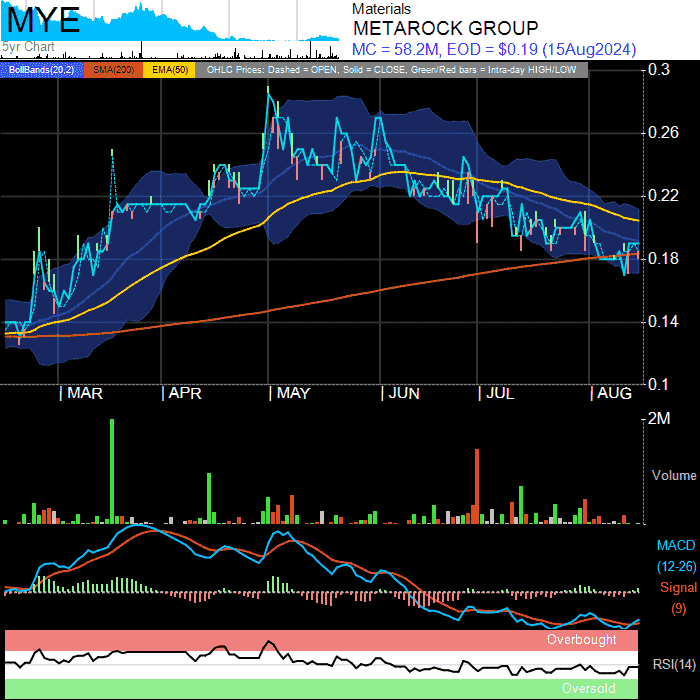 MYE
5yr Chart
Materials
METAROCK GROUP
MC = 58.2M, EOD = $0.19 (15Aug2024)
BollBands(20,2) SMA(200) EMA(50) OHLC Prices: Dashed = OPEN, Solid = CLOSE, Green/Red bars = Intra-day HIGH/LOW
0.3
0.26
0.22
0.18
0.14
0.1
MAR APR MAY JUN JUL AUG
2M
Volume
MACD
(12-26)
Signal
(9)
Overbought
RSI(14)
Oversold